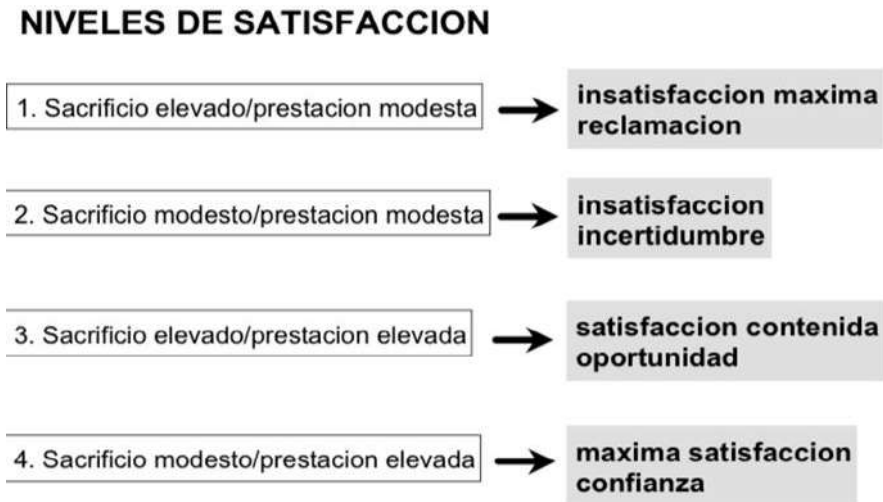 NIVELES DE SATISFACCION
1. Sacrificio elevado/prestacion modesta
insatisfaccion maxima
reclamacion
2. Sacrificio modesto/prestacion modesta
insatisfaccion
incertidumbre
3. Sacrificio elevado/prestacion elevada
satisfaccion contenida
oportunidad
4. Sacrificio modesto/prestacion elevada
maxima satisfaccion
confianza